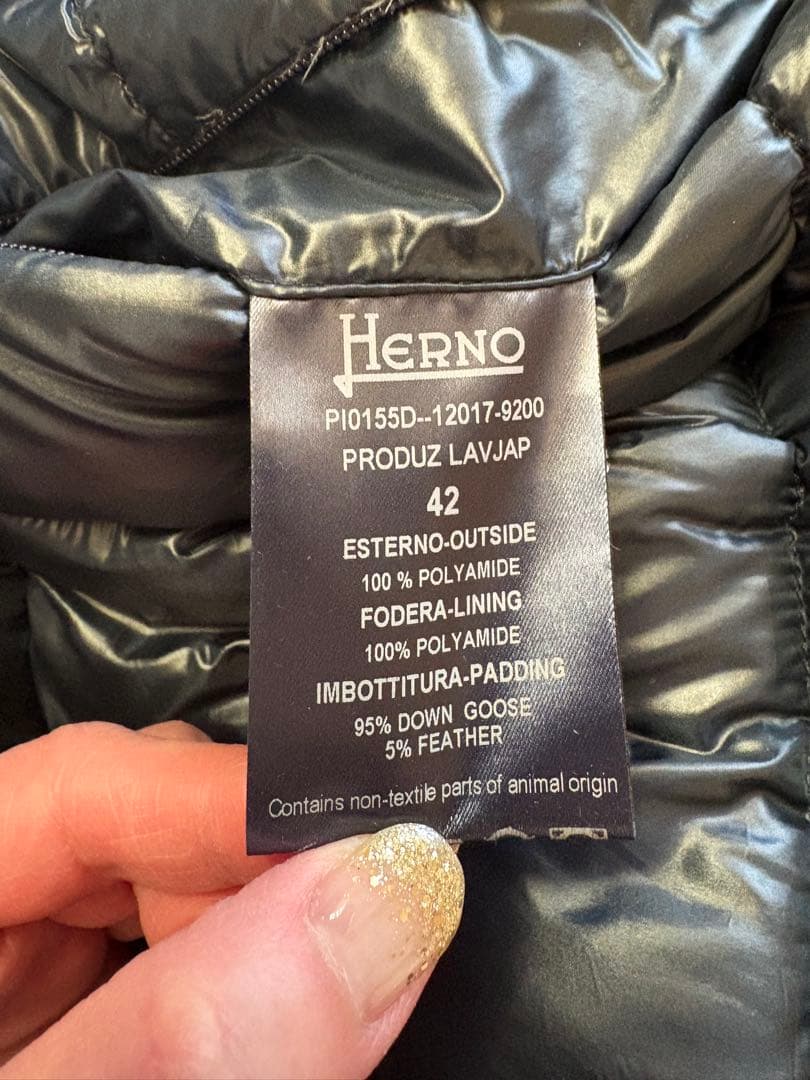 HERNO
PI0155D--12017-9200
PRODUZ LAVJAP
42
ESTERNO-OUTSIDE
100 % POLYAMIDE
FODERA-LINING
100% POLYAMIDE
IMBOTTITURA-PADDING
95% DOWN GOOSE
5% FEATHER
Contains non-textile parts of animal origin